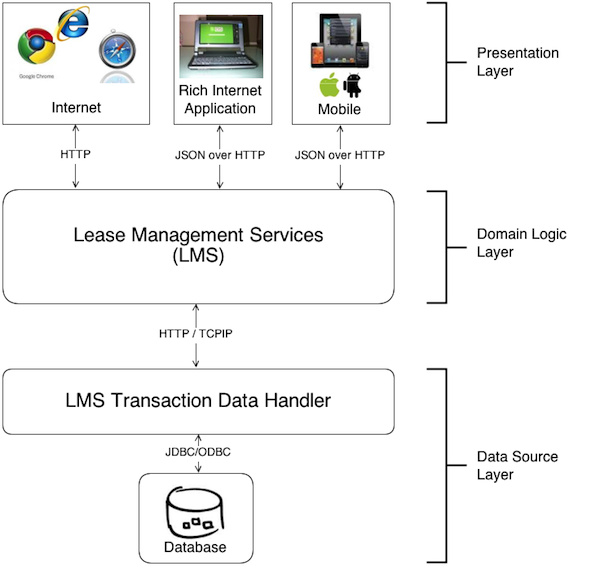 Google Chrome
Internet
Rich Internet
Application
Mobile
Presentation
Layer
HTTP
JSON over HTTP
JSON over HTTP
Lease Management Services
(LMS)
Domain Logic
Layer
HTTP / TCPIP
LMS Transaction Data Handler
JDBC/ODBC
Data Source
Layer
Database